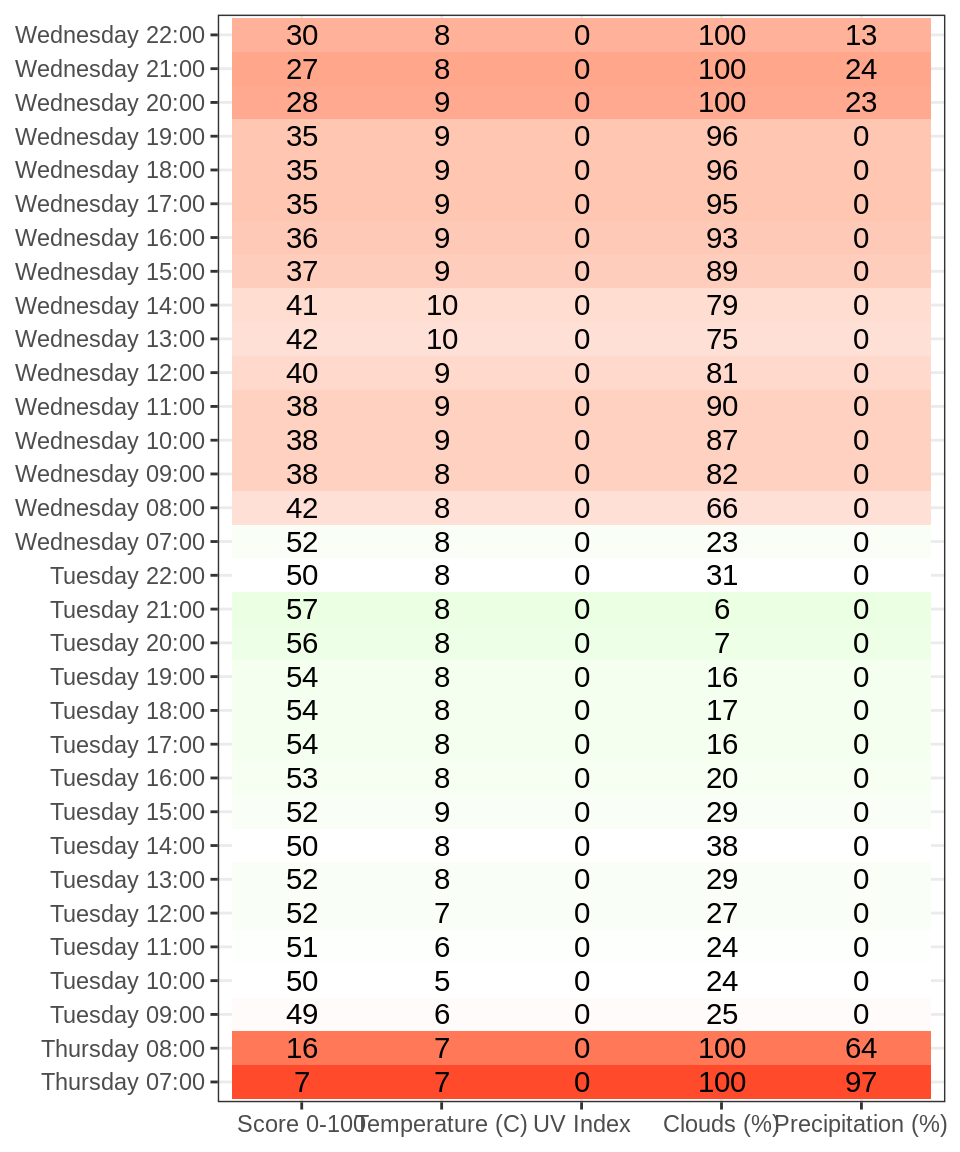 Wednesday 22:00 30 8 0 100 13
Wednesday 21:00 27 8 0 100 24
Wednesday 20:00 28 9 0 100 23
Wednesday 19:00 35 9 0 96 0
Wednesday 18:00 35 9 0 96 0
Wednesday 17:00 35 9 0 95 0
Wednesday 16:00 36 9 0 93 0
Wednesday 15:00 37 9 0 89 0
Wednesday 14:00 41 10 0 79 0
Wednesday 13:00 42 10 0 75 0
Wednesday 12:00 40 9 0 81 0
Wednesday 11:00 38 9 0 90 0
Wednesday 10:00 38 9 0 87 0
Wednesday 09:00 38 8 0 82 0
Wednesday 08:00 42 8 0 66 0
Wednesday 07:00 52 8 0 23 0
Tuesday 22:00 50 8 0 31 0
Tuesday 21:00 57 8 0 6 0
Tuesday 20:00 56 8 0 7 0
Tuesday 19:00 54 8 0 16 0
Tuesday 18:00 54 8 0 17 0
Tuesday 17:00 54 8 0 16 0
Tuesday 16:00 53 8 0 20 0
Tuesday 15:00 52 9 0 29 0
Tuesday 14:00 50 8 0 38 0
Tuesday 13:00 52 8 0 29 0
Tuesday 12:00 52 7 0 27 0
Tuesday 11:00 51 6 0 24 0
Tuesday 10:00 50 5 0 24 0
Tuesday 09:00 49 6 0 25 0
Thursday 08:00 16 7 0 100 64
Thursday 07:00 7 7 0 100 97
Score 0-100 Temperature (C) UV Index Clouds (%) Precipitation (%)